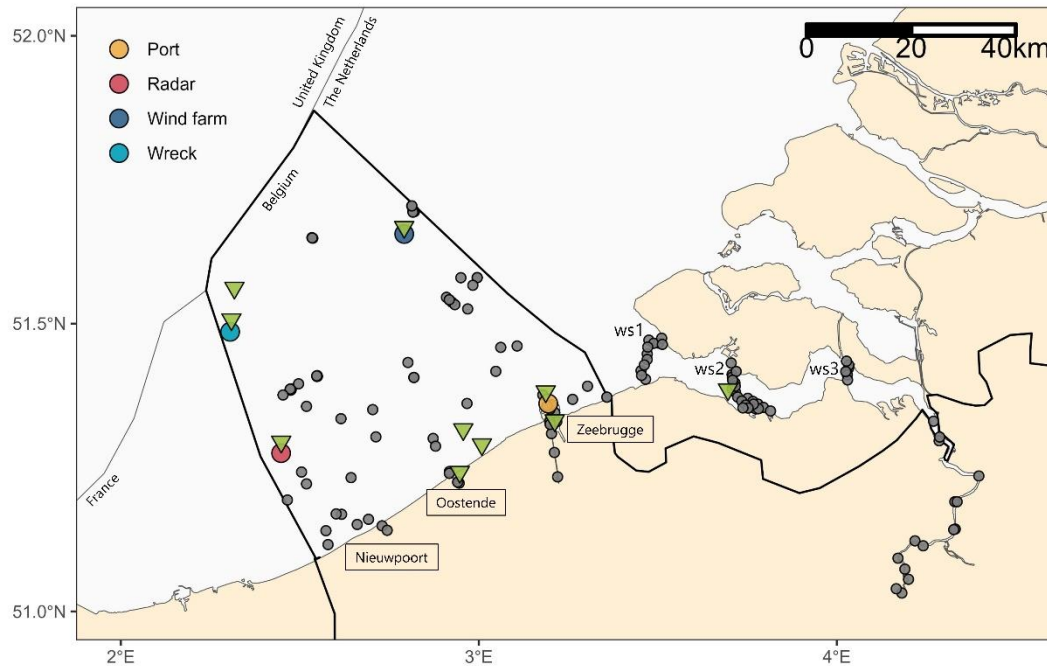 52.0°N
51.5°N
51.0°N
2°E
3°E
4°E
Port
Radar
Wind farm
Wreck
United Kingdom
The Netherlands
Belgium
France
0 20 40km
ws1
ws2
ws3
Zeebrugge
Oostende
Nieuwpoort